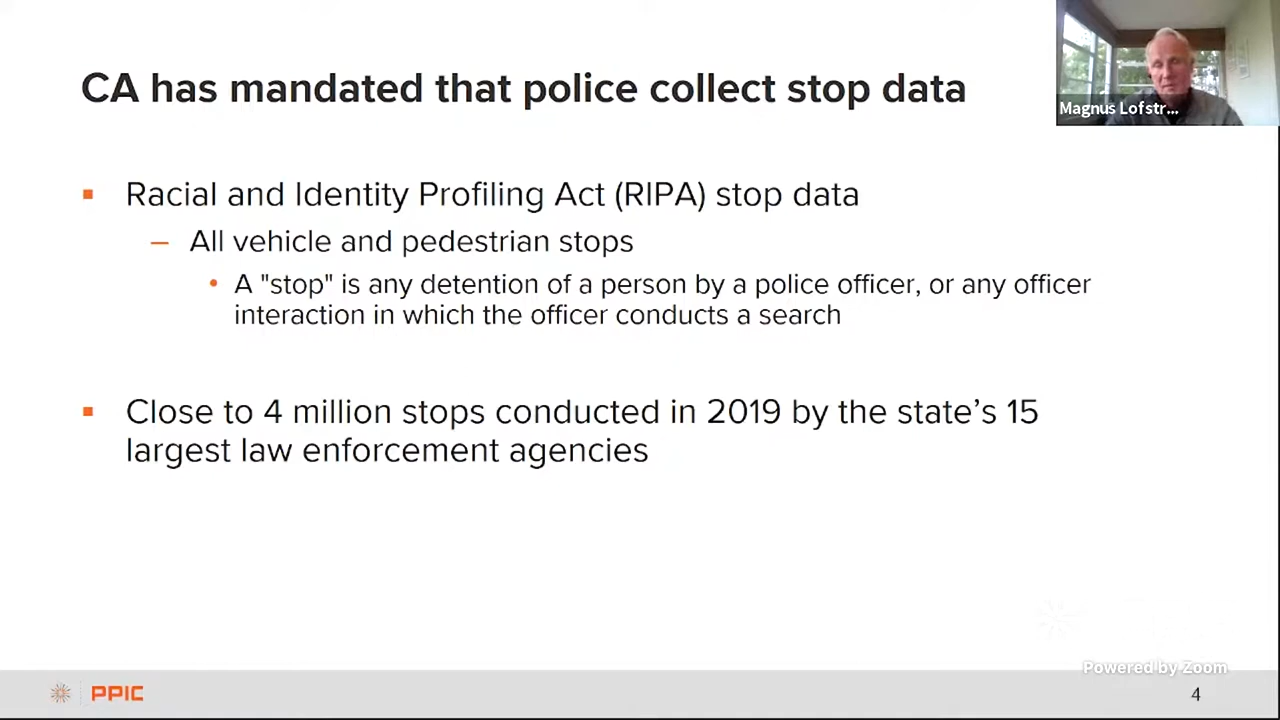 CA has mandated that police collect stop data
Magnus Lofstr...
Racial and Identity Profiling Act (RIPA) stop data
All vehicle and pedestrian stops
A "stop" is any detention of a person by a police officer, or any officer
interaction in which the officer conducts a search
Close to 4 million stops conducted in 2019 by the state’s 15
largest law enforcement agencies
Powered by Zoom
PPIC
4